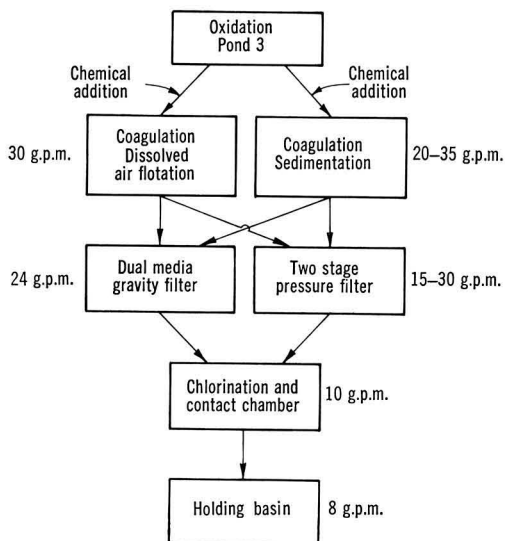 Oxidation
Pond 3
Chemical
addition
Chemical
addition
30 g.p.m.
Coagulation
Dissolved
air flotation
Coagulation
Sedimentation
20–35 g.p.m.
24 g.p.m.
Dual media
gravity filter
Two stage
pressure filter
15–30 g.p.m.
Chlorination and
contact chamber
10 g.p.m.
Holding basin
8 g.p.m.